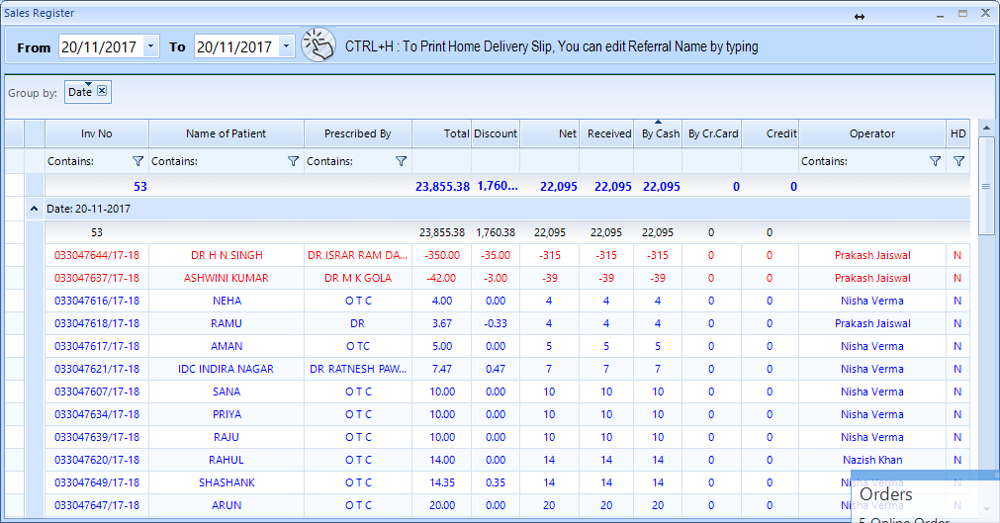 Sales Register
From 20/11/2017 To 20/11/2017 CTRL+H : To Print Home Delivery Slip, You can edit Referral Name by typing
Group by: Date
Inv No Name of Patient Prescribed By Total Discount Net Received By Cash By Cr.Card Credit Operator HD
Contains: Contains: Contains: Contains:
53 23,855.38 1,760... 22,095 22,095 22,095 0 0
Date: 20-11-2017
53 23,855.38 1,760.38 22,095 22,095 22,095 0 0
033047644/17-18 DR H N SINGH DR ISRAR RAM DA... -350.00 -35.00 -315 -315 -315 0 0 Prakash Jaiswal N
033047637/17-18 ASHWINI KUMAR DR M K GOLA -42.00 -3.00 -39 -39 -39 0 0 Prakash Jaiswal N
033047616/17-18 NEHA O T C 4.00 0.00 4 4 4 0 0 Nisha Verma N
033047618/17-18 RAMU DR 3.67 -0.33 4 4 4 0 0 Prakash Jaiswal N
033047617/17-18 AMAN O TC 5.00 0.00 5 5 5 0 0 Nisha Verma N
033047621/17-18 IDC INDIRA NAGAR DR RATNESH PAW... 7.47 0.47 7 7 7 0 0 Nisha Verma N
033047607/17-18 SANA O T C 10.00 0.00 10 10 10 0 0 Nisha Verma N
033047634/17-18 PRIYA O T C 10.00 0.00 10 10 10 0 0 Nisha Verma N
033047639/17-18 RAJU O T C 10.00 0.00 10 10 10 0 0 Nisha Verma N
033047620/17-18 RAHUL O T C 14.00 0.00 14 14 14 0 0 Nazish Khan N
033047649/17-18 SHASHANK O T C 14.35 0.35 14 14 14 0 0 Nisha Verma N
033047647/17-18 ARUN O T C 20.00 0.00 20 20 20 0 0 N
Orders
5 Online Order